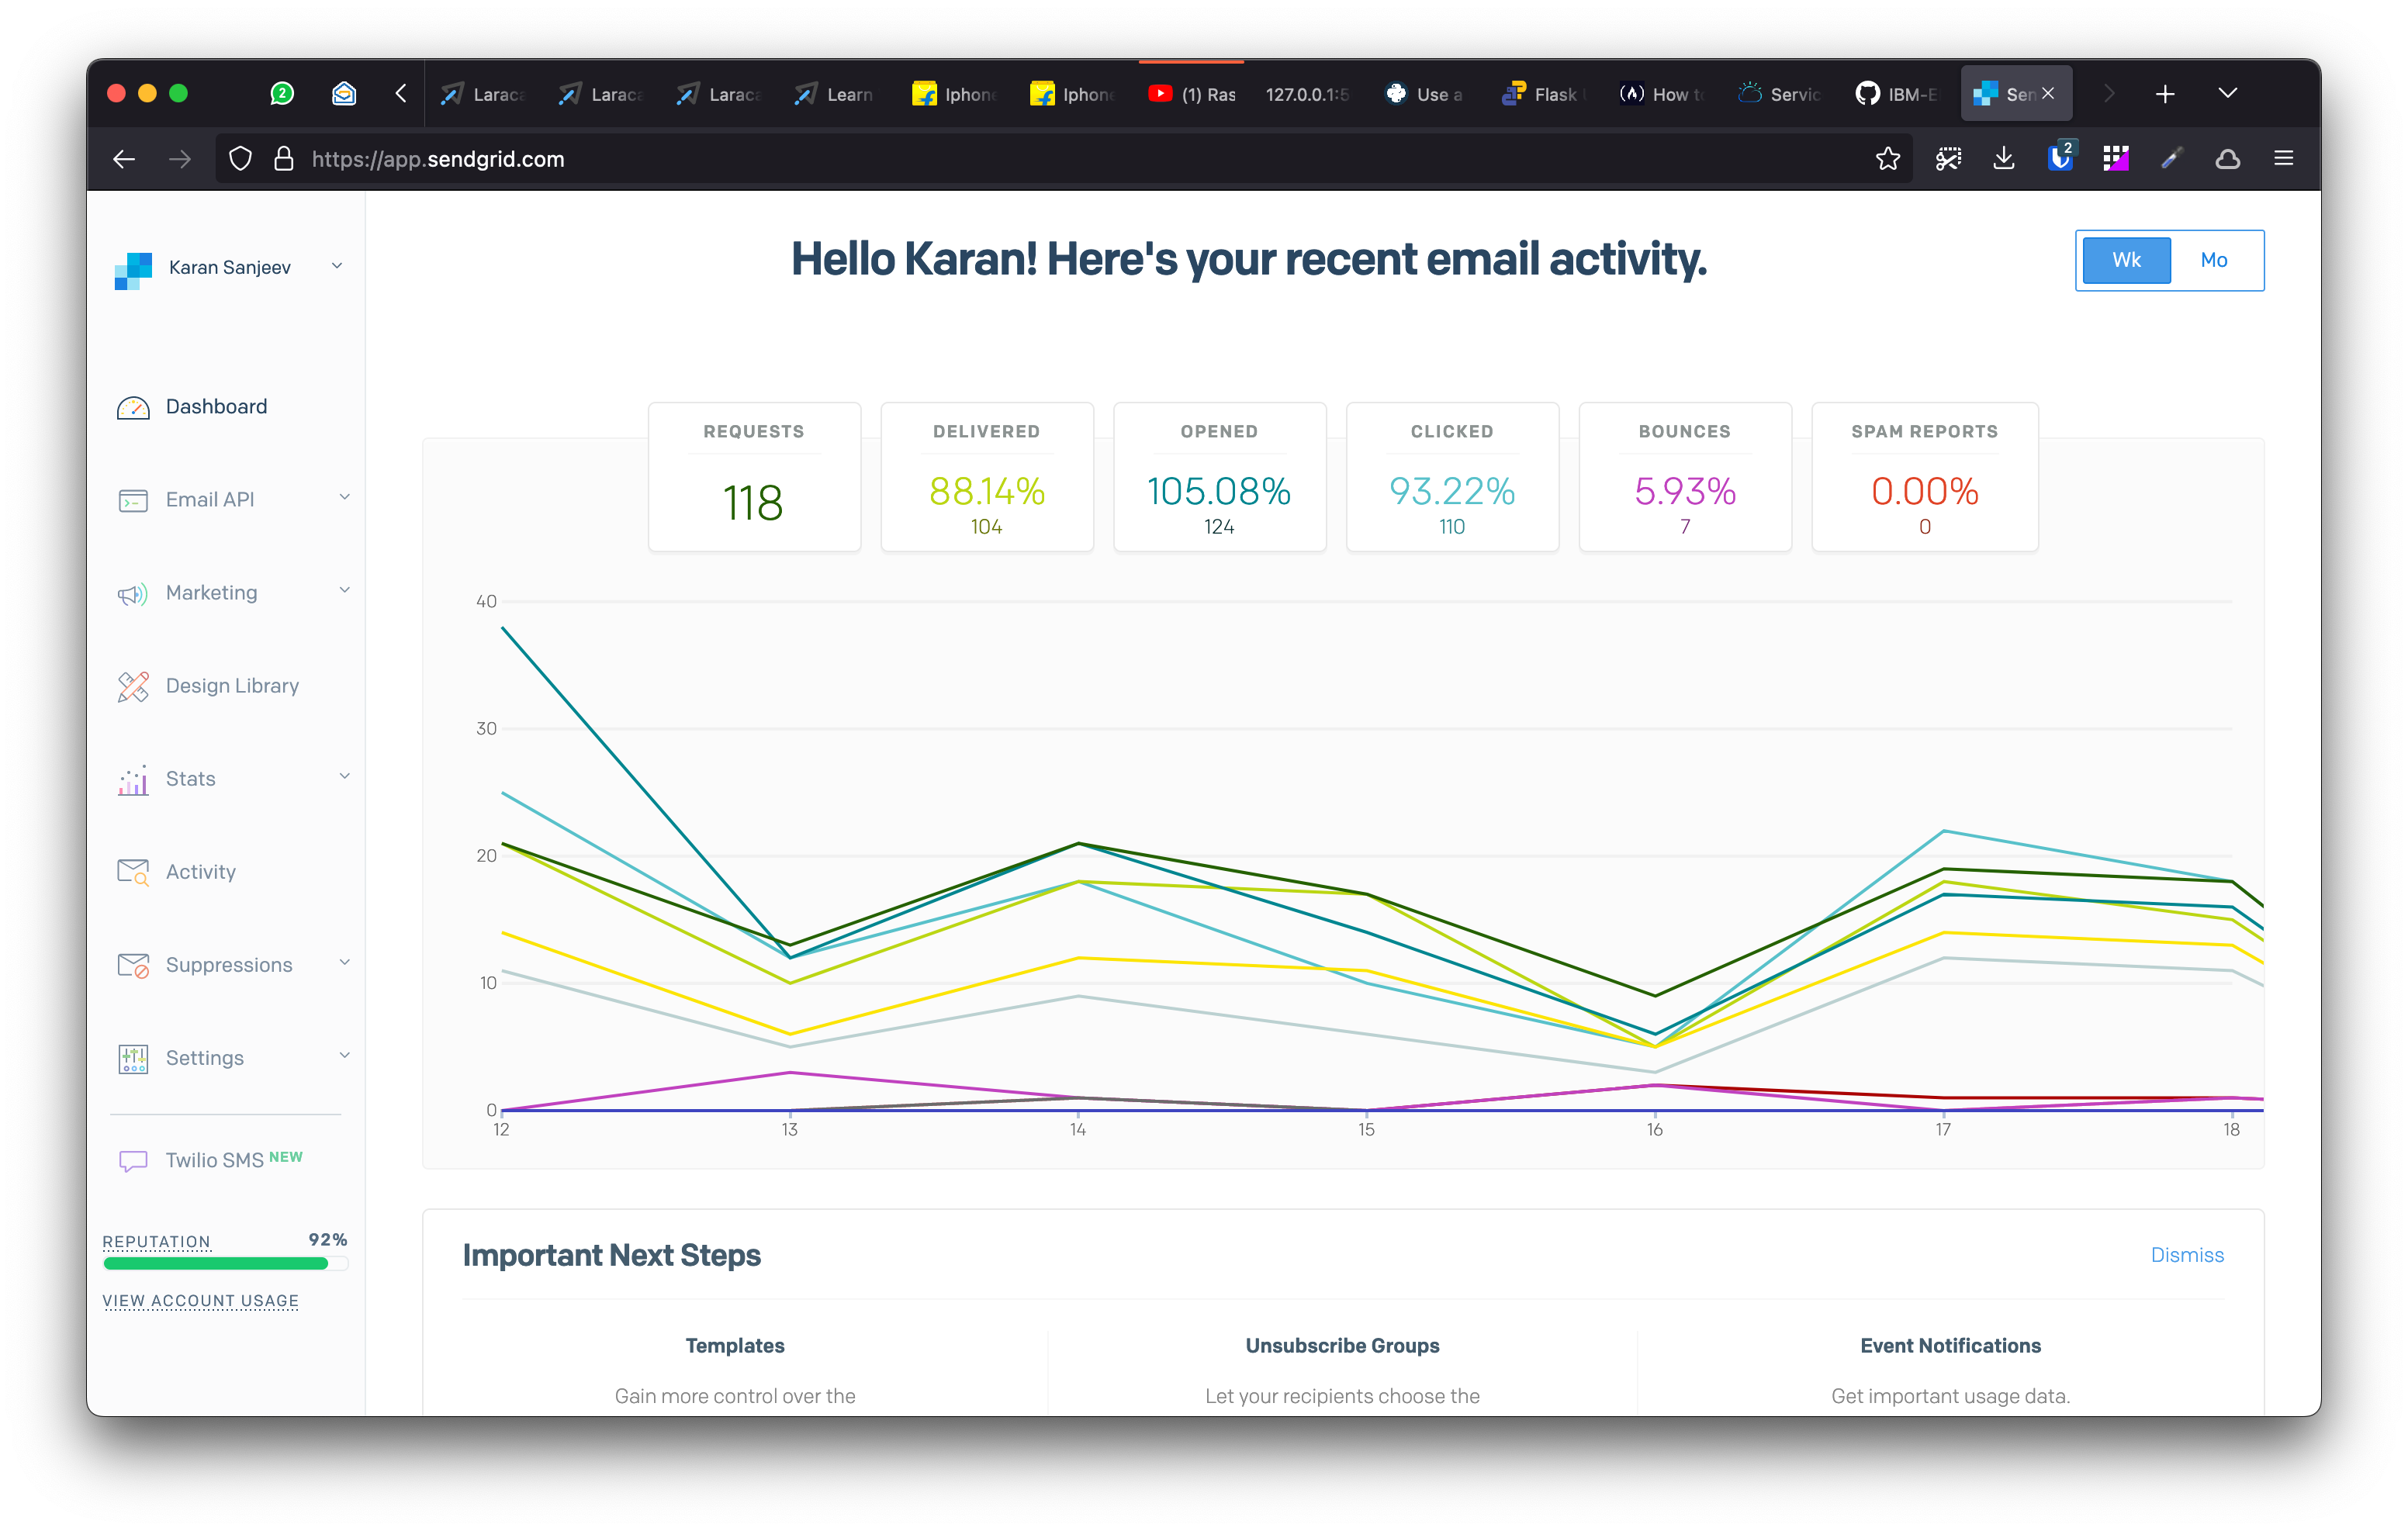 2
Laraca
Laraca
Laraca
Learn
Iphone
Iphone
(1) Ras
127.0.0.1:5
Use a
Flask
How to
Servic
IBM-E
Sen
https://app.sendgrid.com
2
Karan Sanjeev
Dashboard
Email API
Marketing
Design Library
Stats
Activity
Suppressions
Settings
Twilio SMS NEW
REPUTATION 92%
VIEW ACCOUNT USAGE
Hello Karan! Here's your recent email activity.
Wk Mo
REQUESTS
118
DELIVERED
88.14%
104
OPENED
105.08%
124
CLICKED
93.22%
110
BOUNCES
5.93%
7
SPAM REPORTS
0.00%
0
40
30
20
10
0
12 13 14 15 16 17 18
Important Next Steps
Dismiss
Templates
Gain more control over the
Unsubscribe Groups
Let your recipients choose the
Event Notifications
Get important usage data.